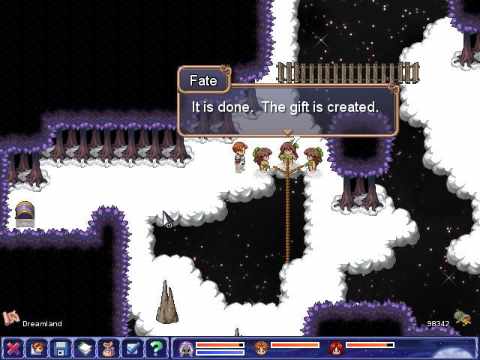 Fate
It is done.  The gift is created.
Dreamland
98342
?